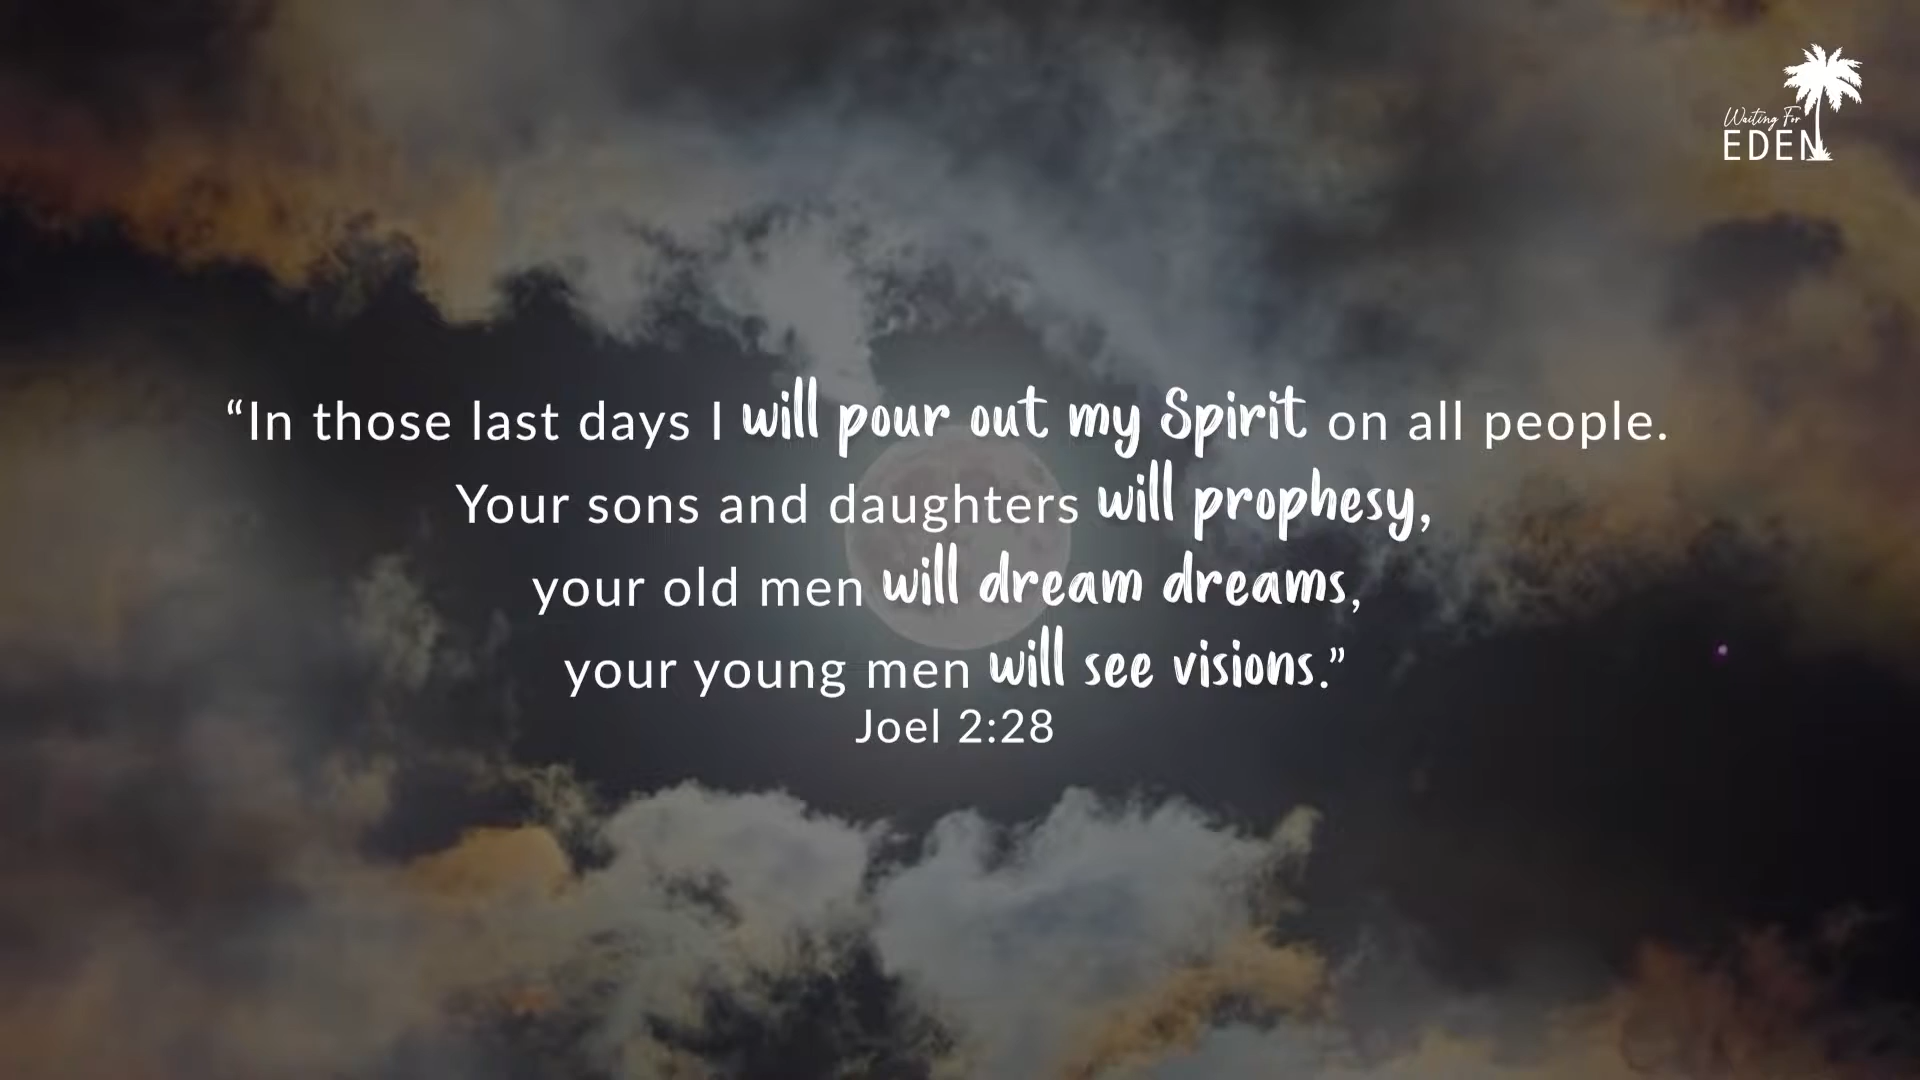 Waiting For
EDEN
“In those last days I will pour out my Spirit on all people.
Your sons and daughters will prophesy,
your old men will dream dreams,
your young men will see visions.”
Joel 2:28